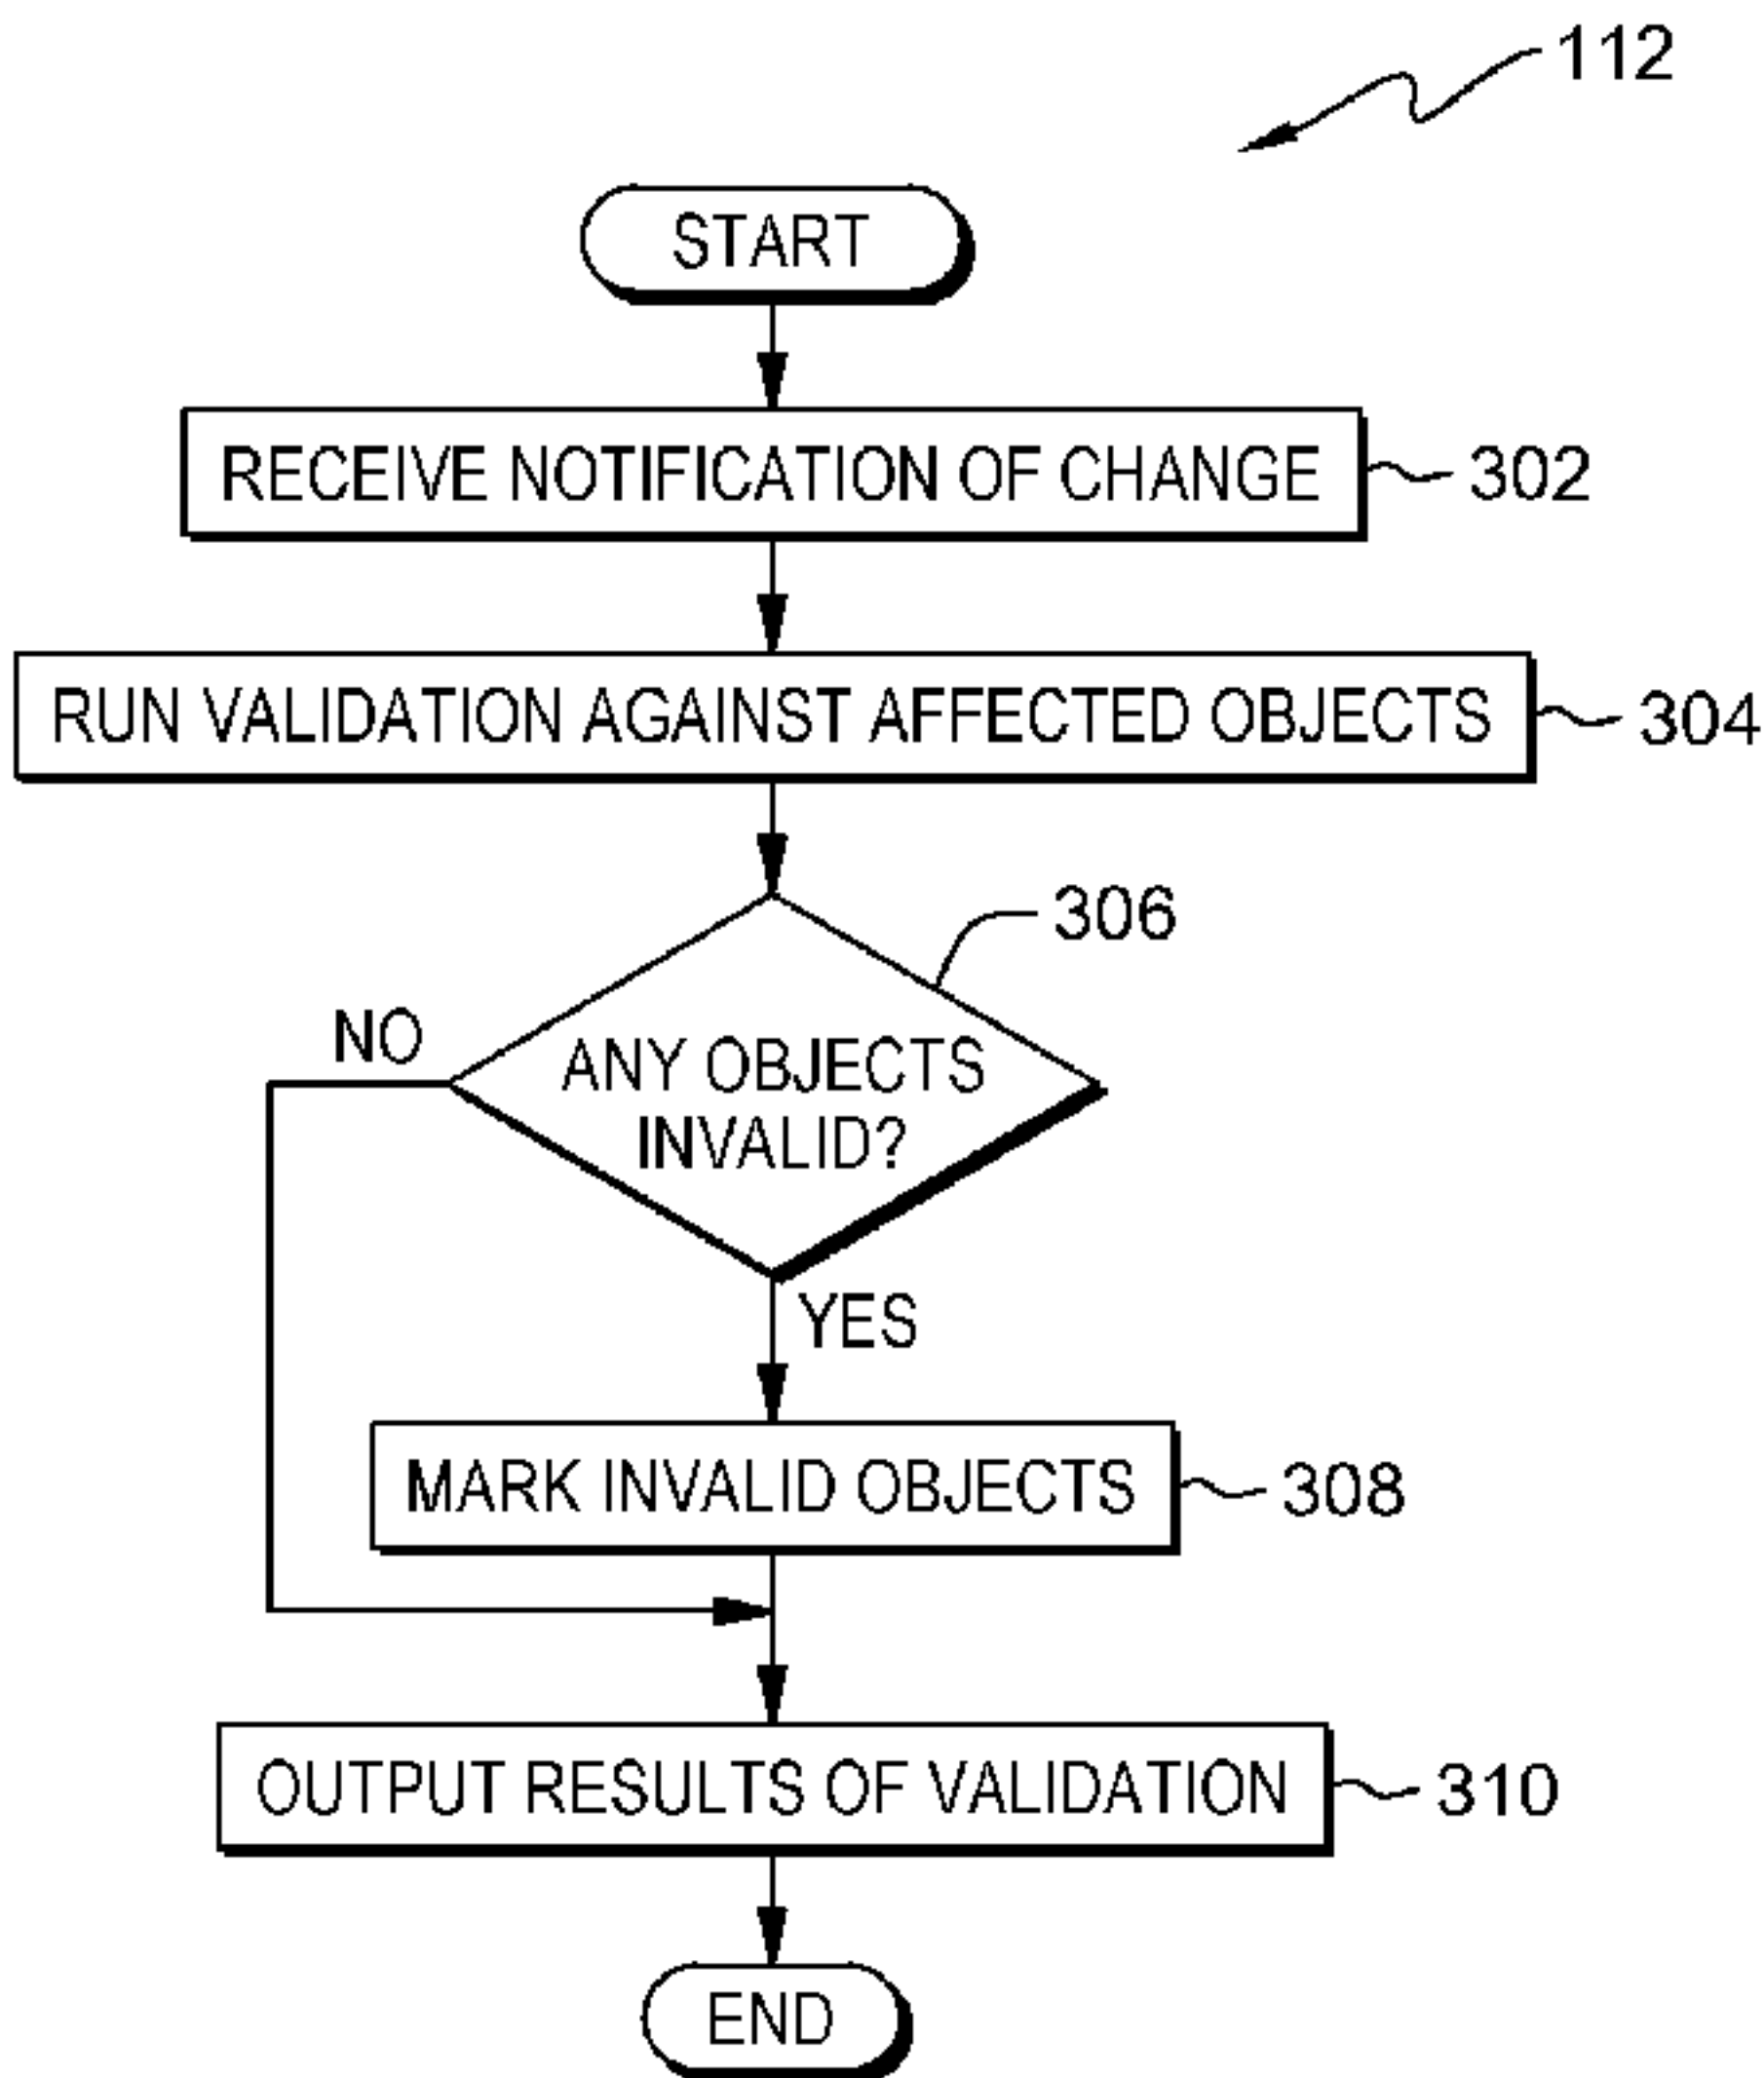 112
START
RECEIVE NOTIFICATION OF CHANGE
302
RUN VALIDATION AGAINST AFFECTED OBJECTS
304
306
NO
ANY OBJECTS
INVALID?
YES
MARK INVALID OBJECTS
308
OUTPUT RESULTS OF VALIDATION
310
END